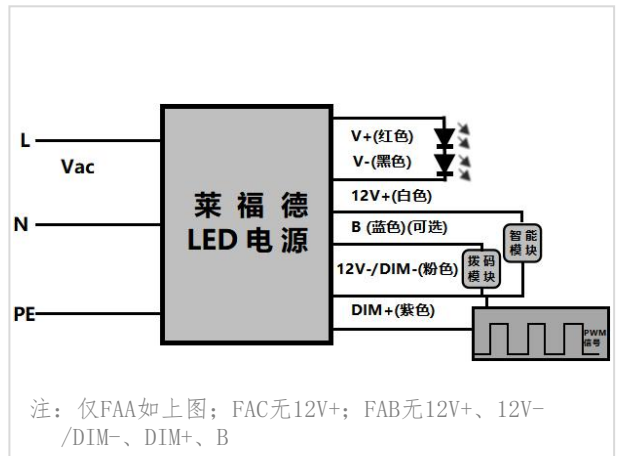 L
Vac
N
PE
莱福德
LED电源
V+(红色)
V-(黑色)
12V+(白色)
B (蓝色)(可选)
12V-/DIM-(粉色)
DIM+(紫色)
智能
模块
拨码
模块
PWM
信号
注：仅FAA如上图；FAC无12V+；FAB无12V+、12V-
/DIM-、DIM+、B